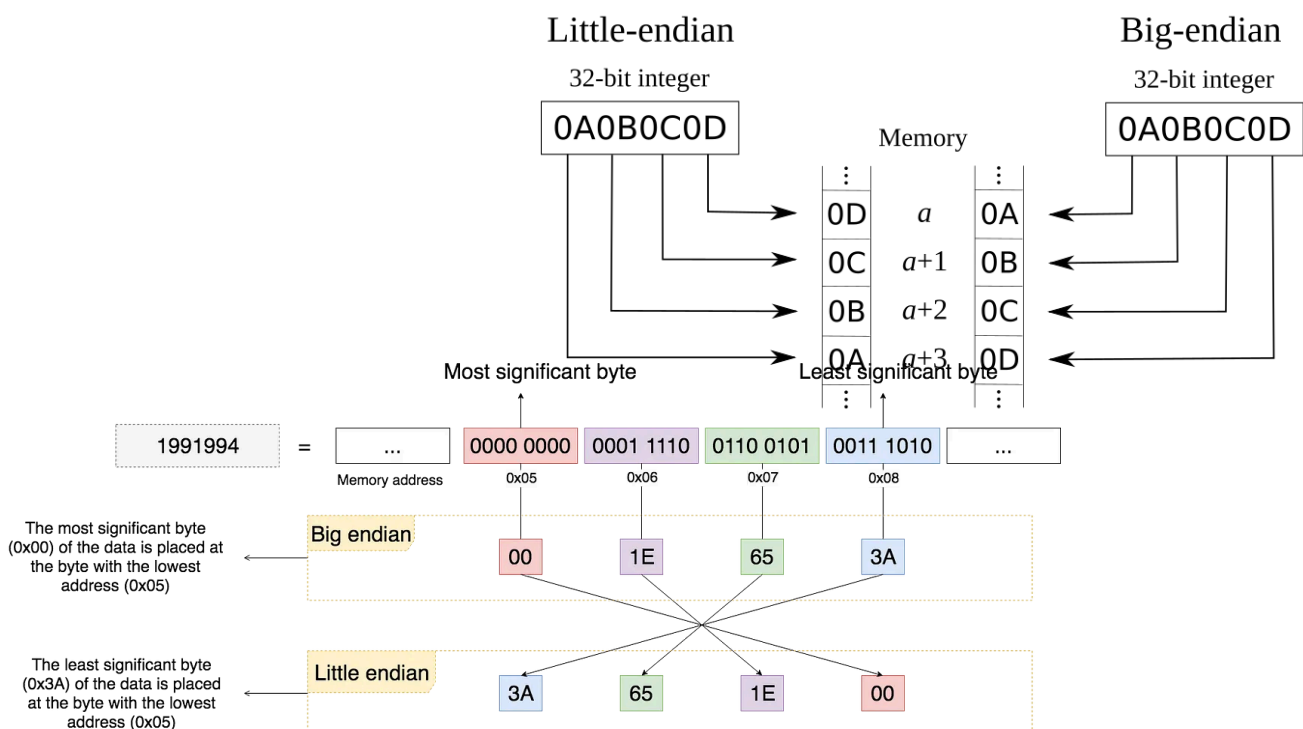 Little-endian
Big-endian
32-bit integer
32-bit integer
0A0B0C0D
Memory
0A0B0C0D
⋮ ⋮
0D a 0A
0C a+1 0B
0B a+2 0C
0A a+3 0D
⋮ ⋮
Most significant byte
Least significant byte
1991994 = ... 0000 0000 0001 1110 0110 0101 0011 1010 ...
Memory address 0x05 0x06 0x07 0x08
The most significant byte
(0x00) of the data is placed at
the byte with the lowest
address (0x05)
Big endian
00 1E 65 3A
The least significant byte
(0x3A) of the data is placed
at the byte with the lowest
address (0x05)
Little endian
3A 65 1E 00